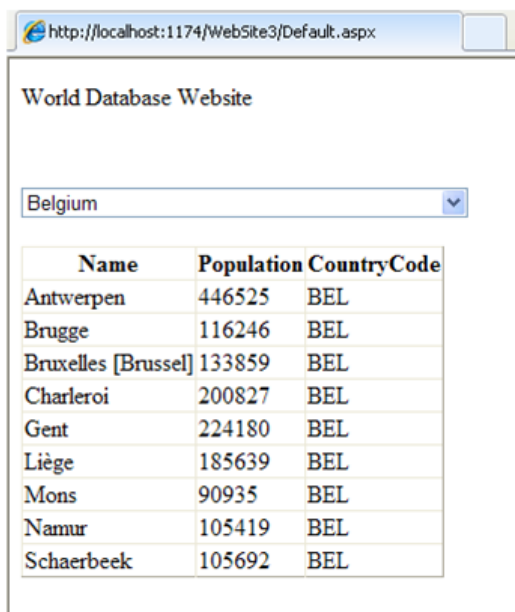 http://localhost:1174/WebSite3/Default.aspx
World Database Website
Belgium
Name Population CountryCode
Antwerpen 446525 BEL
Brugge 116246 BEL
Bruxelles [Brussel] 133859 BEL
Charleroi 200827 BEL
Gent 224180 BEL
Liège 185639 BEL
Mons 90935 BEL
Namur 105419 BEL
Schaerbeek 105692 BEL